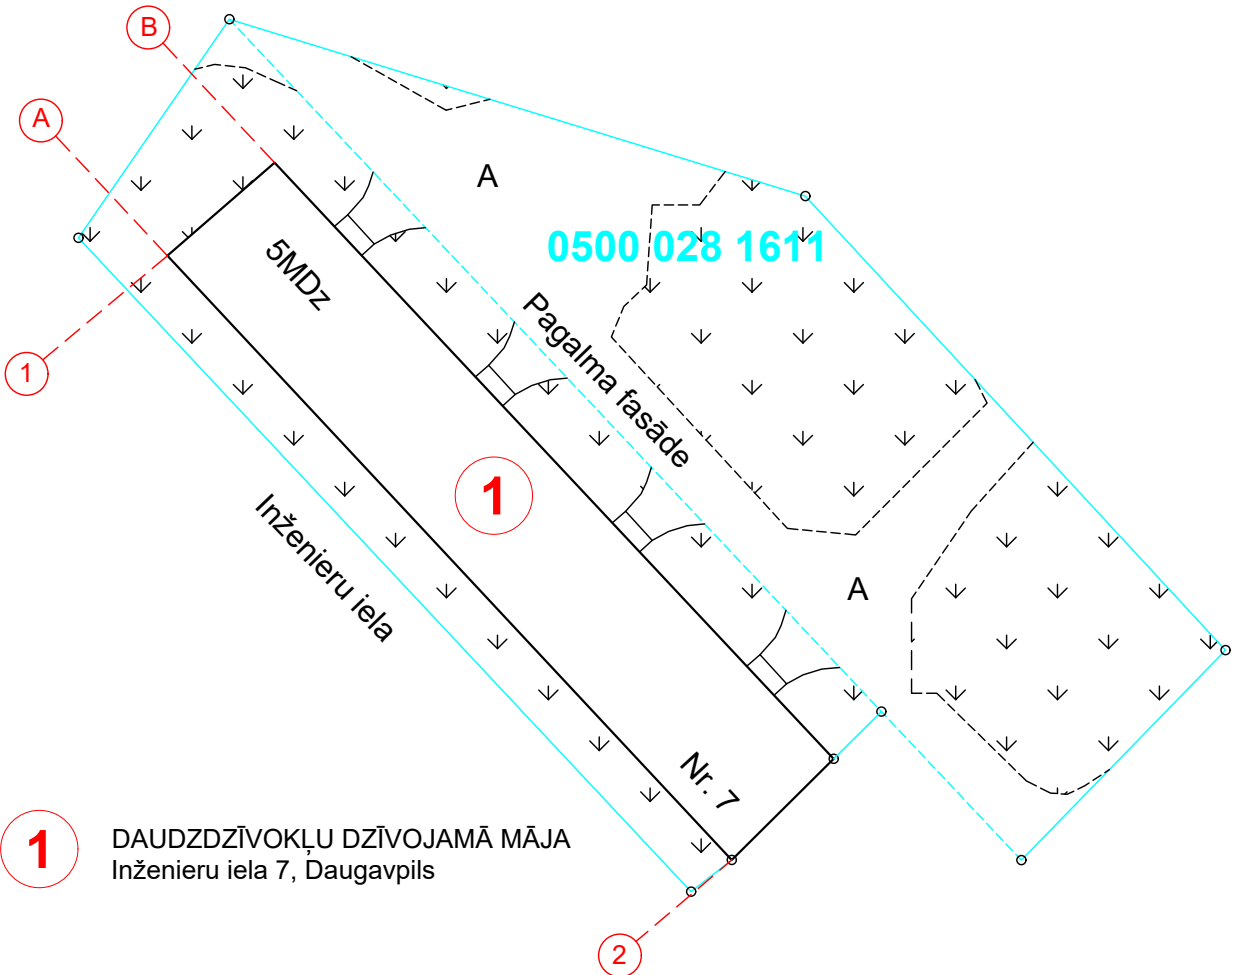 B
A
A
0500 028 1611
5MDz
Pagalma fasāde
1
1
Inženieru iela
A
Nr. 7
1
DAUDZDZĪVOKĻU DZĪVOJAMĀ MĀJA
Inženieru iela 7, Daugavpils
2